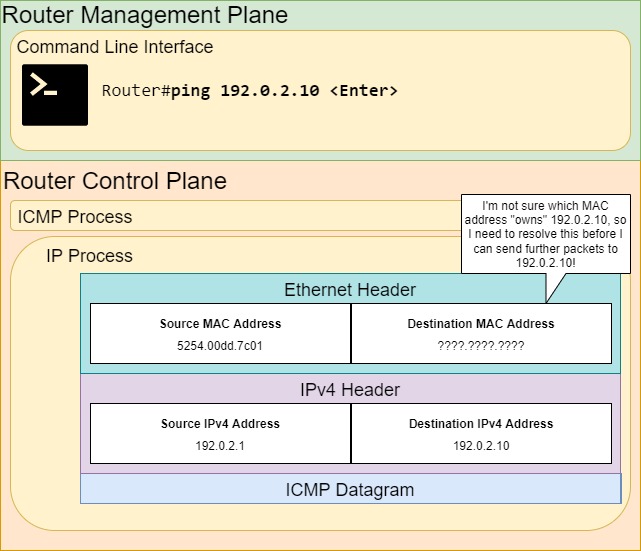 Router Management Plane
Command Line Interface
>_
Router#ping 192.0.2.10 <Enter>
Router Control Plane
ICMP Process
I'm not sure which MAC
address "owns" 192.0.2.10, so
I need to resolve this before I
can send further packets to
192.0.2.10!
IP Process
Ethernet Header
Source MAC Address
5254.00dd.7c01
Destination MAC Address
????.????.????
IPv4 Header
Source IPv4 Address
192.0.2.1
Destination IPv4 Address
192.0.2.10
ICMP Datagram